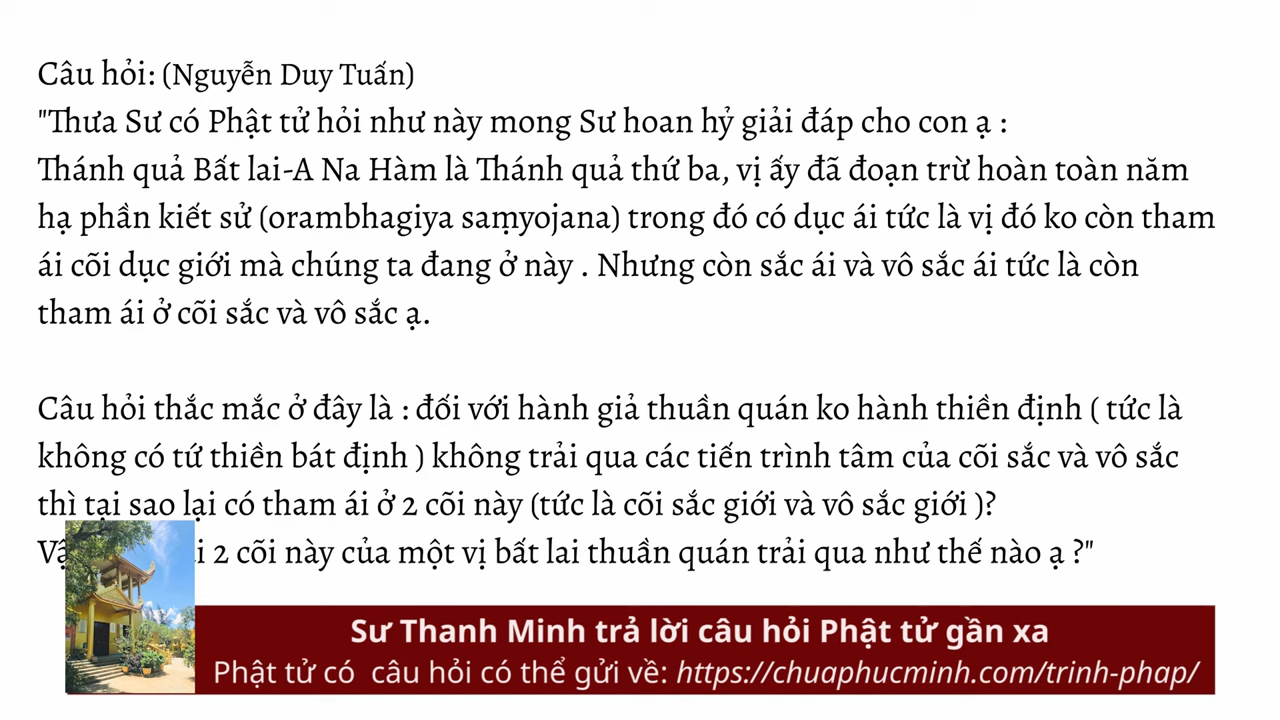 Câu hỏi: (Nguyễn Duy Tuấn)
"Thưa Sư có Phật tử hỏi như này mong Sư hoan hỷ giải đáp cho con ạ :
Thánh quả Bất lai-A Na Hàm là Thánh quả thứ ba, vị ấy đã đoạn trừ hoàn toàn năm
hạ phần kiết sử (orambhagiya saṃyojana) trong đó có dục ái tức là vị đó ko còn tham
ái cõi dục giới mà chúng ta đang ở này . Nhưng còn sắc ái và vô sắc ái tức là còn
tham ái ở cõi sắc và vô sắc ạ.
Câu hỏi thắc mắc ở đây là : đối với hành giả thuần quán ko hành thiền định ( tức là
không có tứ thiền bát định ) không trải qua các tiến trình tâm của cõi sắc và vô sắc
thì tại sao lại có tham ái ở 2 cõi này (tức là cõi sắc giới và vô sắc giới )?
2 cõi này của một vị bất lai thuần quán trải qua như thế nào ạ ?"
Sư Thanh Minh trả lời câu hỏi Phật tử gần xa
Phật tử có câu hỏi có thể gửi về: https://chuaphucminh.com/trinh-phap/